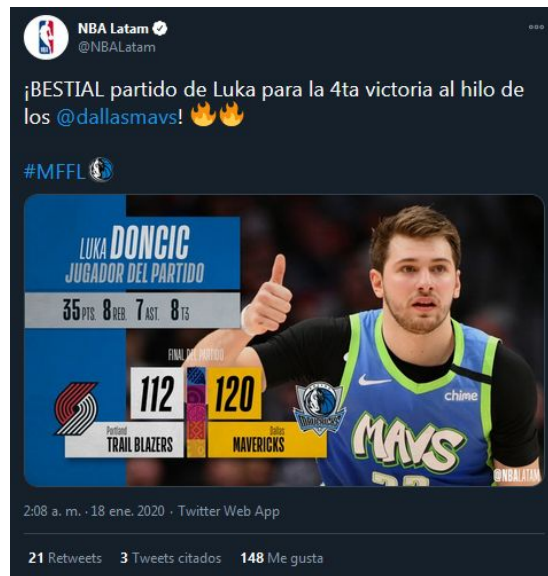 NBA Latam
@NBALatam
¡BESTIAL partido de Luka para la 4ta victoria al hilo de
los @dallasmavs! 🔥🔥
#MFFL
LUKA DONCIC
JUGADOR DEL PARTIDO
35 PTS. 8 REB. 7 AST. 8 T3
FINAL DEL PARTIDO
112 120
Portland
TRAIL BLAZERS
Dallas
MAVERICKS
chime
MAVS
@NBALATAM
2:08 a. m. · 18 ene. 2020 · Twitter Web App
21 Retweets 3 Tweets citados 148 Me gusta